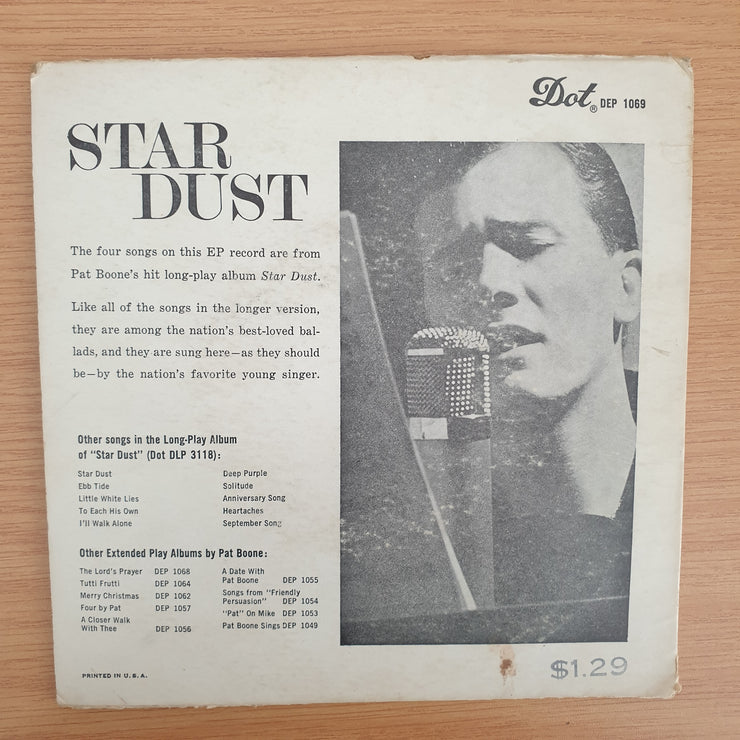 Dot® DEP 1069
STAR
DUST
The four songs on this EP record are from
Pat Boone's hit long-play album Star Dust.
Like all of the songs in the longer version,
they are among the nation's best-loved bal-
lads, and they are sung here—as they should
be—by the nation's favorite young singer.
Other songs in the Long-Play Album
of "Star Dust" (Dot DLP 3118):
Star Dust
Ebb Tide
Little White Lies
To Each His Own
I'll Walk Alone
Deep Purple
Solitude
Anniversary Song
Heartaches
September Song
Other Extended Play Albums by Pat Boone:
The Lord's Prayer DEP 1068
Tutti Frutti DEP 1064
Merry Christmas DEP 1062
Four by Pat DEP 1057
A Closer Walk
With Thee DEP 1056
A Date With
Pat Boone DEP 1055
Songs from "Friendly
Persuasion" DEP 1054
"Pat" On Mike DEP 1053
Pat Boone Sings DEP 1049
PRINTED IN U.S.A.
$1.29